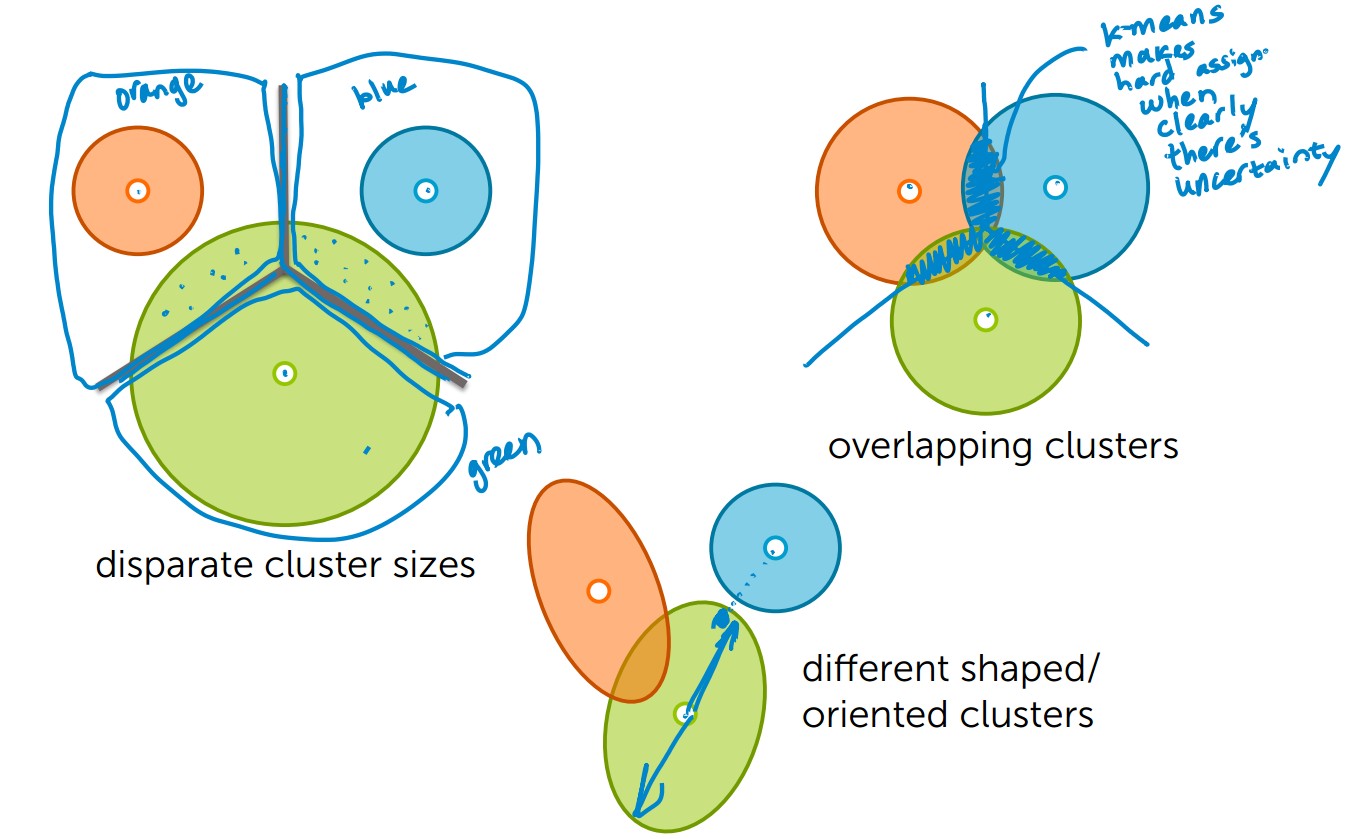 orange
blue
green
disparate cluster sizes
k-means
makes
hard assign.
when
clearly
there's
uncertainty
overlapping clusters
different shaped/
oriented clusters